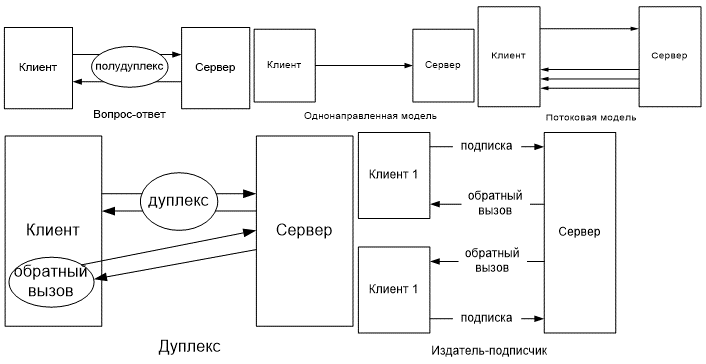 Клиент
полудуплекс
Сервер
Вопрос-ответ
Клиент
Сервер
Однонаправленная модель
Клиент
Сервер
Потоковая модель
Клиент
дуплекс
обратный
вызов
Сервер
Дуплекс
Клиент 1
подписка
обратный
вызов
Клиент 1
обратный
вызов
подписка
Сервер
Издатель-подписчик